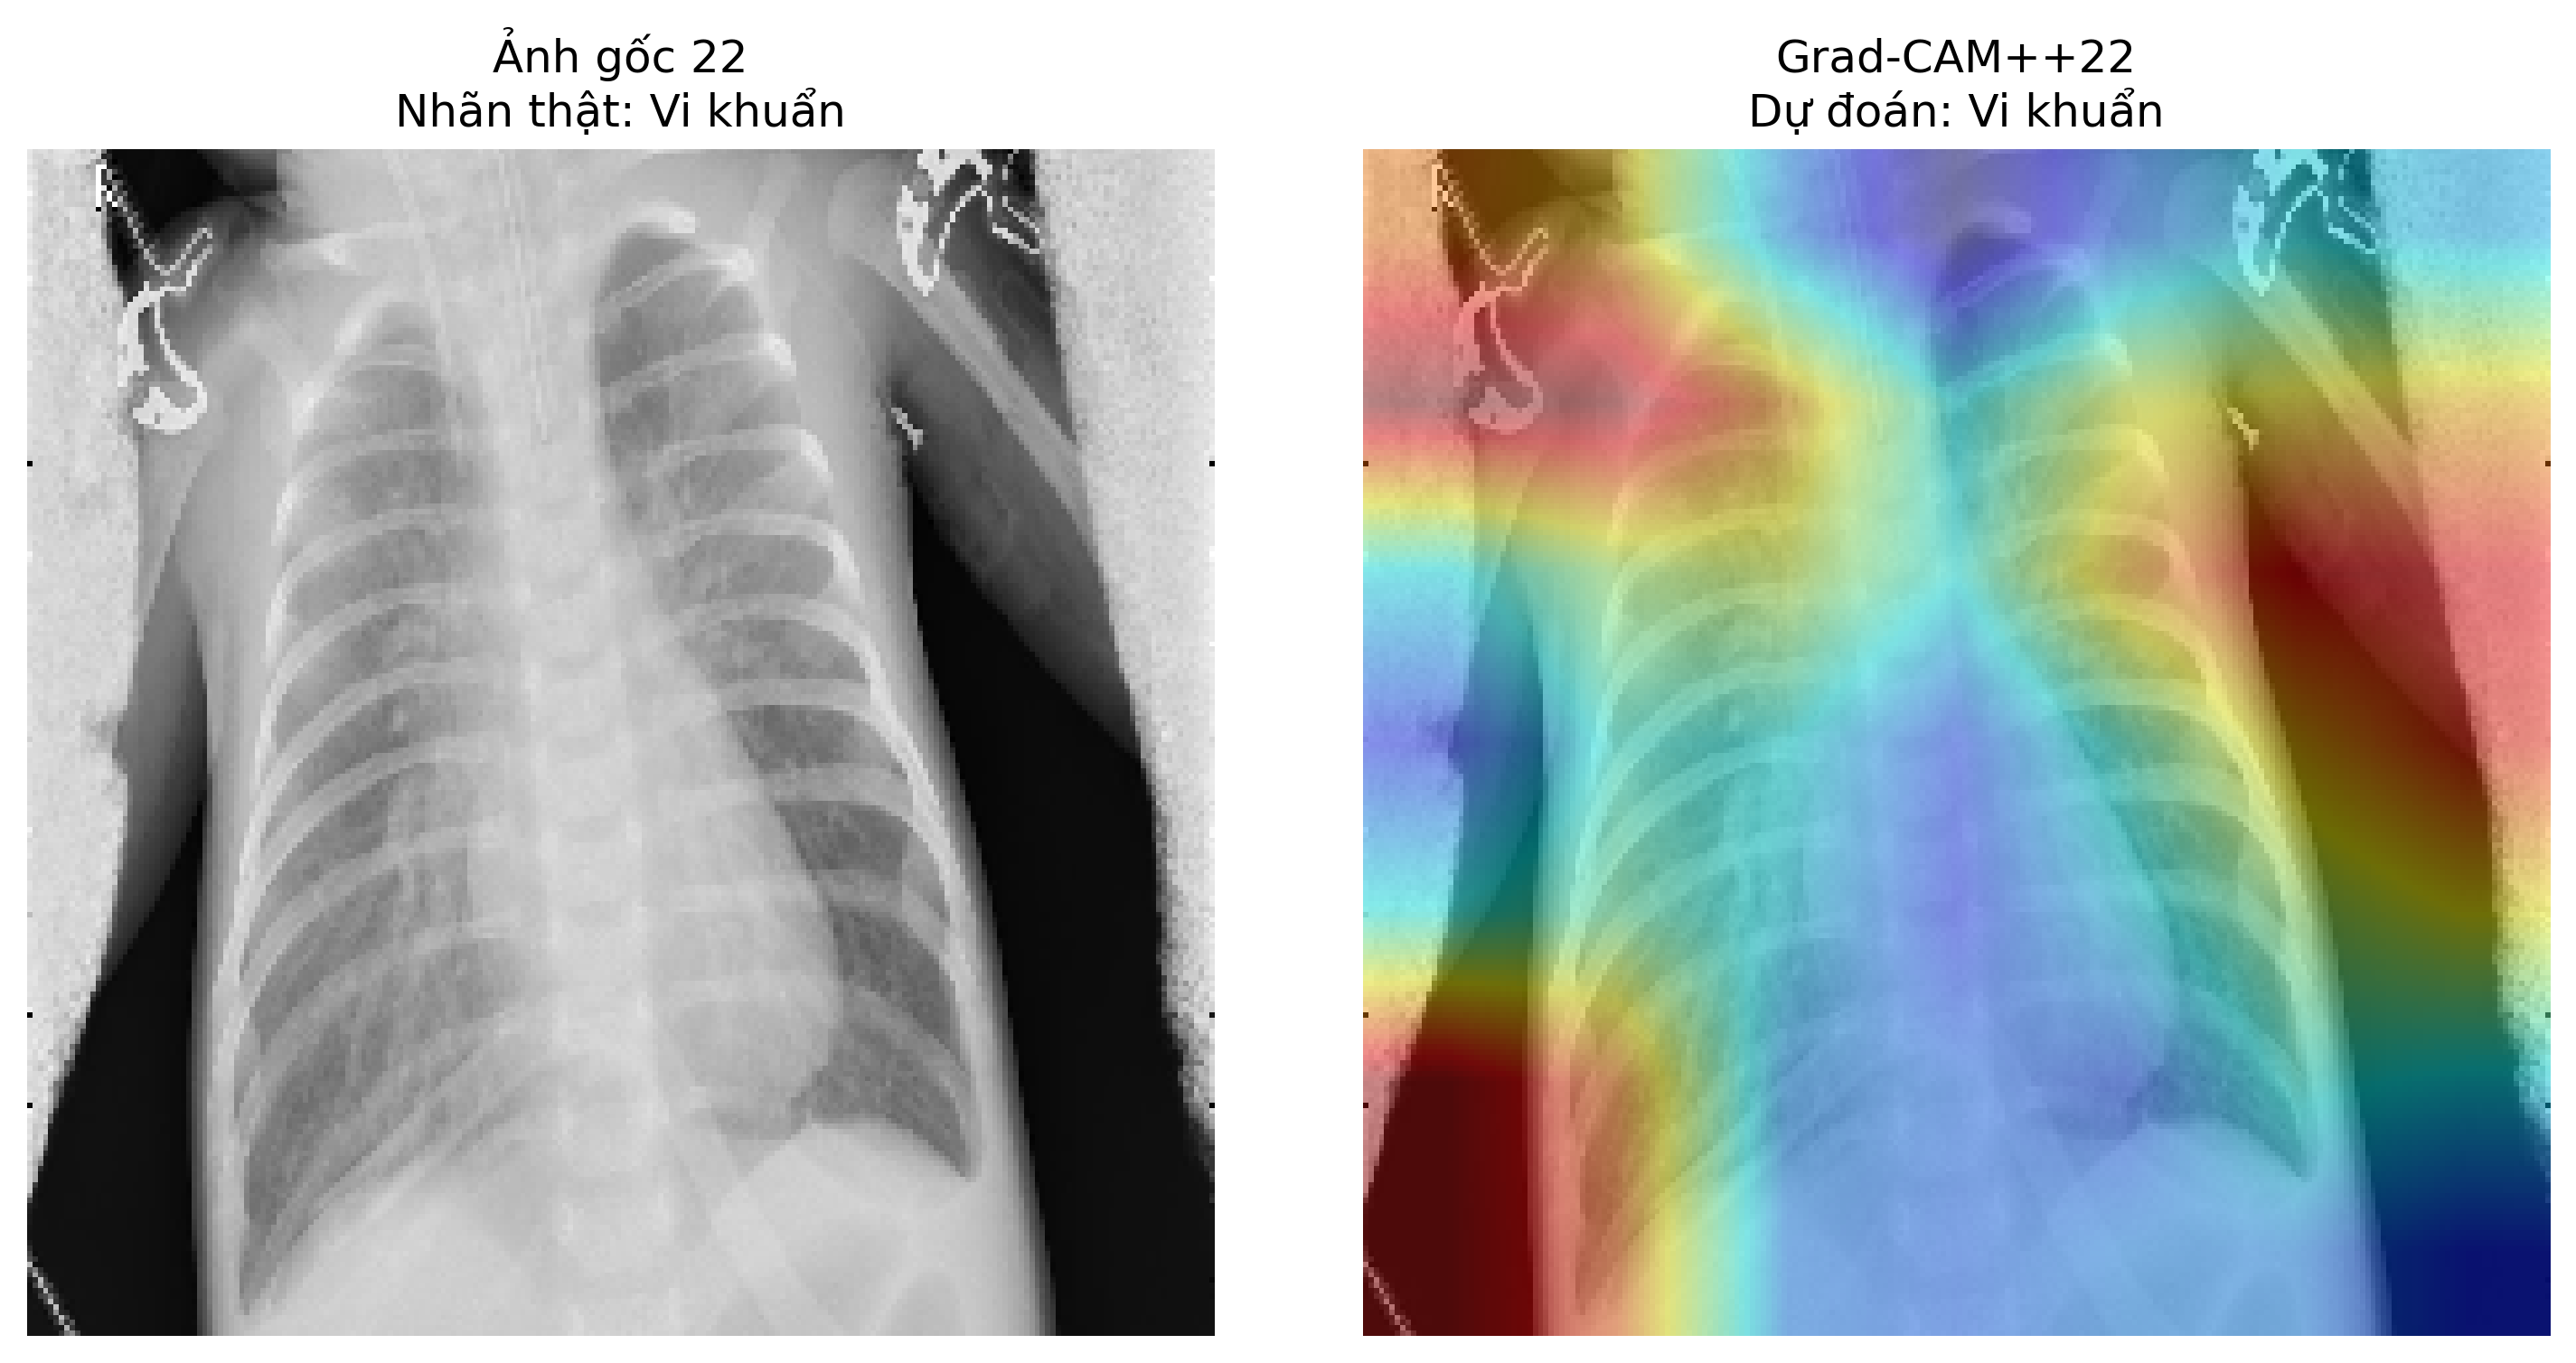 Ảnh gốc 22
Nhãn thật: Vi khuẩn
Grad-CAM++22
Dự đoán: Vi khuẩn